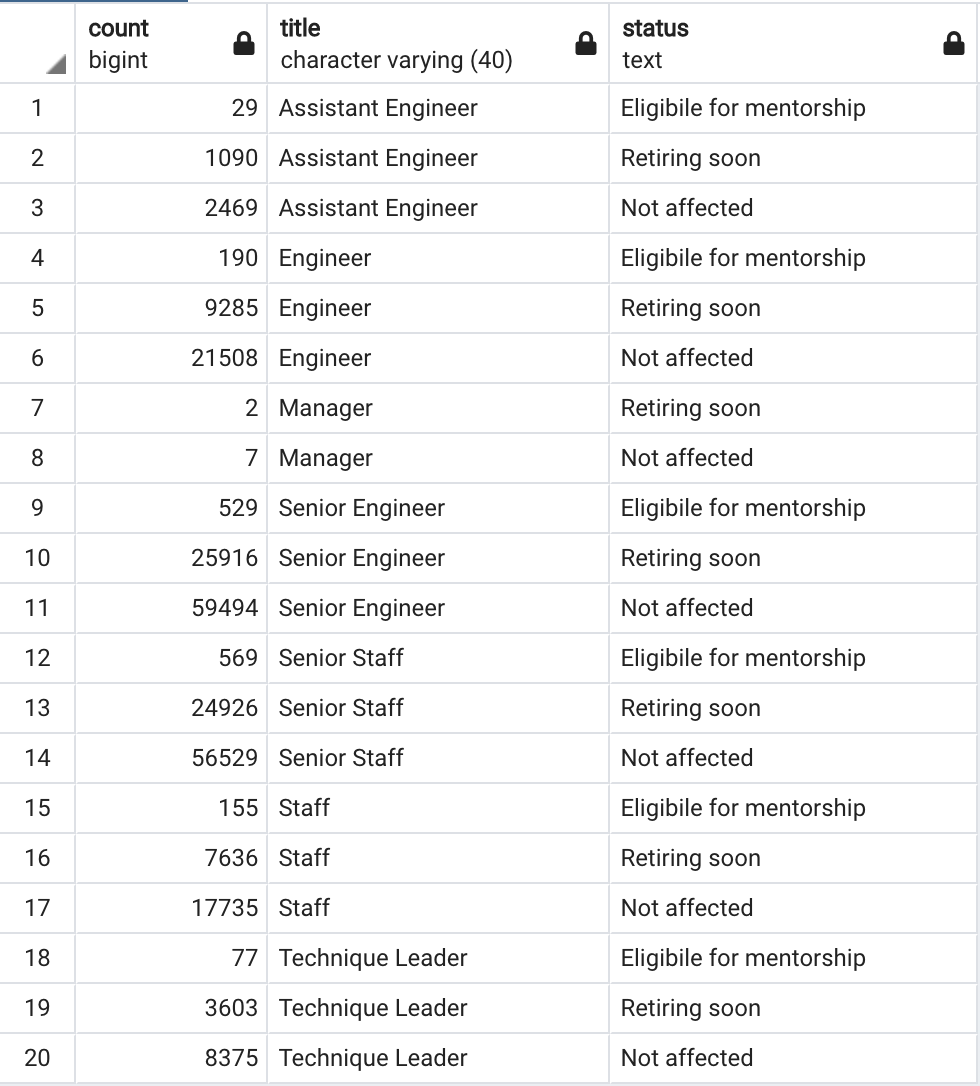 count title status
bigint character varying (40) text
1 29 Assistant Engineer Eligibile for mentorship
2 1090 Assistant Engineer Retiring soon
3 2469 Assistant Engineer Not affected
4 190 Engineer Eligibile for mentorship
5 9285 Engineer Retiring soon
6 21508 Engineer Not affected
7 2 Manager Retiring soon
8 7 Manager Not affected
9 529 Senior Engineer Eligibile for mentorship
10 25916 Senior Engineer Retiring soon
11 59494 Senior Engineer Not affected
12 569 Senior Staff Eligibile for mentorship
13 24926 Senior Staff Retiring soon
14 56529 Senior Staff Not affected
15 155 Staff Eligibile for mentorship
16 7636 Staff Retiring soon
17 17735 Staff Not affected
18 77 Technique Leader Eligibile for mentorship
19 3603 Technique Leader Retiring soon
20 8375 Technique Leader Not affected